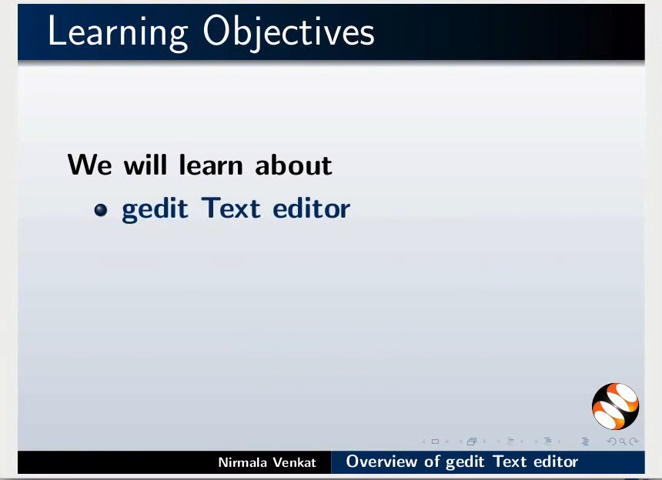 Learning Objectives
We will learn about
gedit Text editor
Nirmala Venkat
Overview of gedit Text editor